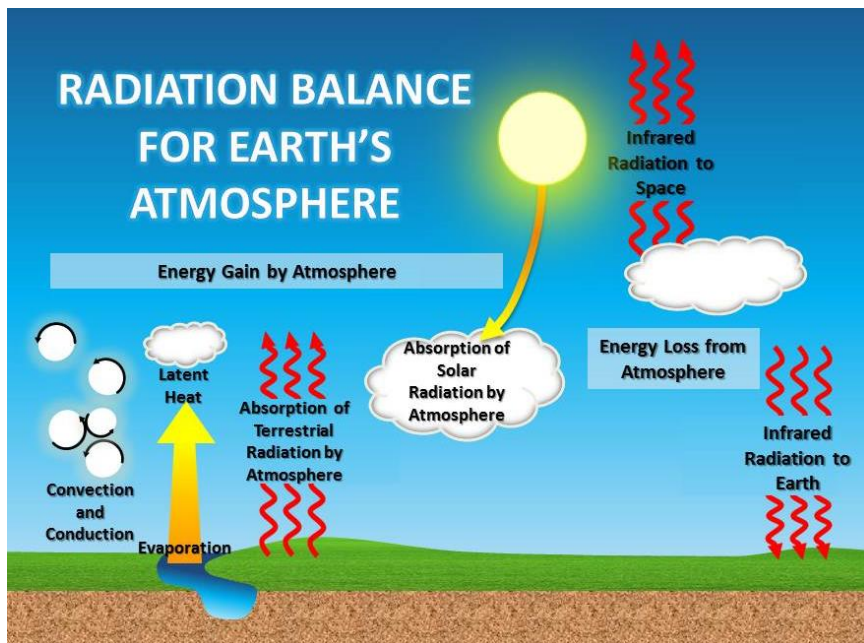 RADIATION BALANCE
FOR EARTH'S
ATMOSPHERE
Infrared
Radiation to
Space
Energy Gain by Atmosphere
Latent
Heat
Absorption of
Terrestrial
Radiation by
Atmosphere
Absorption of
Solar
Radiation by
Atmosphere
Energy Loss from
Atmosphere
Convection
and
Conduction
Evaporation
Infrared
Radiation to
Earth